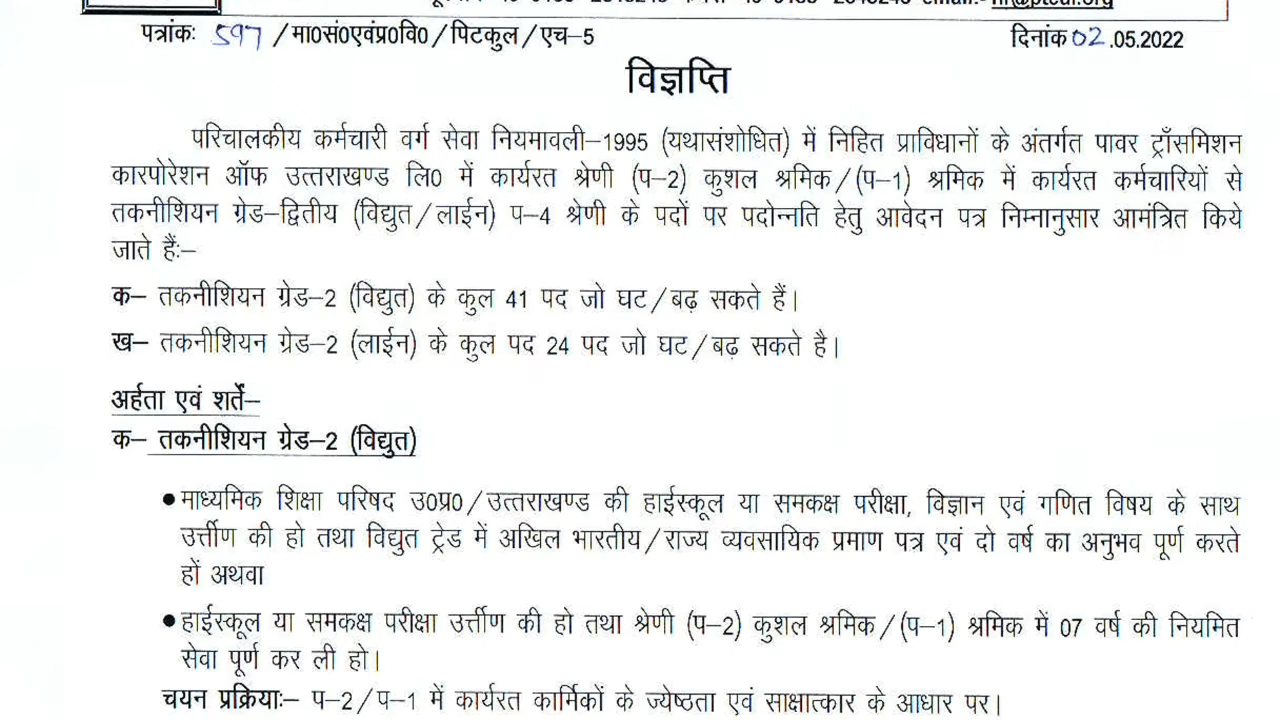 पत्रांकः 597/मा0सं0एवंप्र0वि0/पिटकुल/एच–5 दिनांक 02.05.2022
विज्ञप्ति
परिचालकीय कर्मचारी वर्ग सेवा नियमावली–1995 (यथासंशोधित) में निहित प्राविधानों के अंतर्गत पावर ट्राँसमिशन
कारपोरेशन ऑफ उत्तराखण्ड लि0 में कार्यरत श्रेणी (प–2) कुशल श्रमिक/(प–1) श्रमिक में कार्यरत कर्मचारियों से
तकनीशियन ग्रेड–द्वितीय (विद्युत/लाईन) प–4 श्रेणी के पदों पर पदोन्नति हेतु आवेदन पत्र निम्नानुसार आमंत्रित किये
जाते हैंः–
क– तकनीशियन ग्रेड–2 (विद्युत) के कुल 41 पद जो घट/बढ़ सकते हैं।
ख– तकनीशियन ग्रेड–2 (लाईन) के कुल पद 24 पद जो घट/बढ़ सकते है।
अर्हता एवं शर्ते–
क– तकनीशियन ग्रेड–2 (विद्युत)
● माध्यमिक शिक्षा परिषद उ0प्र0/उत्तराखण्ड की हाईस्कूल या समकक्ष परीक्षा, विज्ञान एवं गणित विषय के साथ
उर्त्तीण की हो तथा विद्युत ट्रेड में अखिल भारतीय/राज्य व्यवसायिक प्रमाण पत्र एवं दो वर्ष का अनुभव पूर्ण करते
हों अथवा
● हाईस्कूल या समकक्ष परीक्षा उर्त्तीण की हो तथा श्रेणी (प–2) कुशल श्रमिक/(प–1) श्रमिक में 07 वर्ष की नियमित
सेवा पूर्ण कर ली हो।
चयन प्रक्रियाः– प–2/प–1 में कार्यरत कार्मिकों के ज्येष्ठता एवं साक्षात्कार के आधार पर।